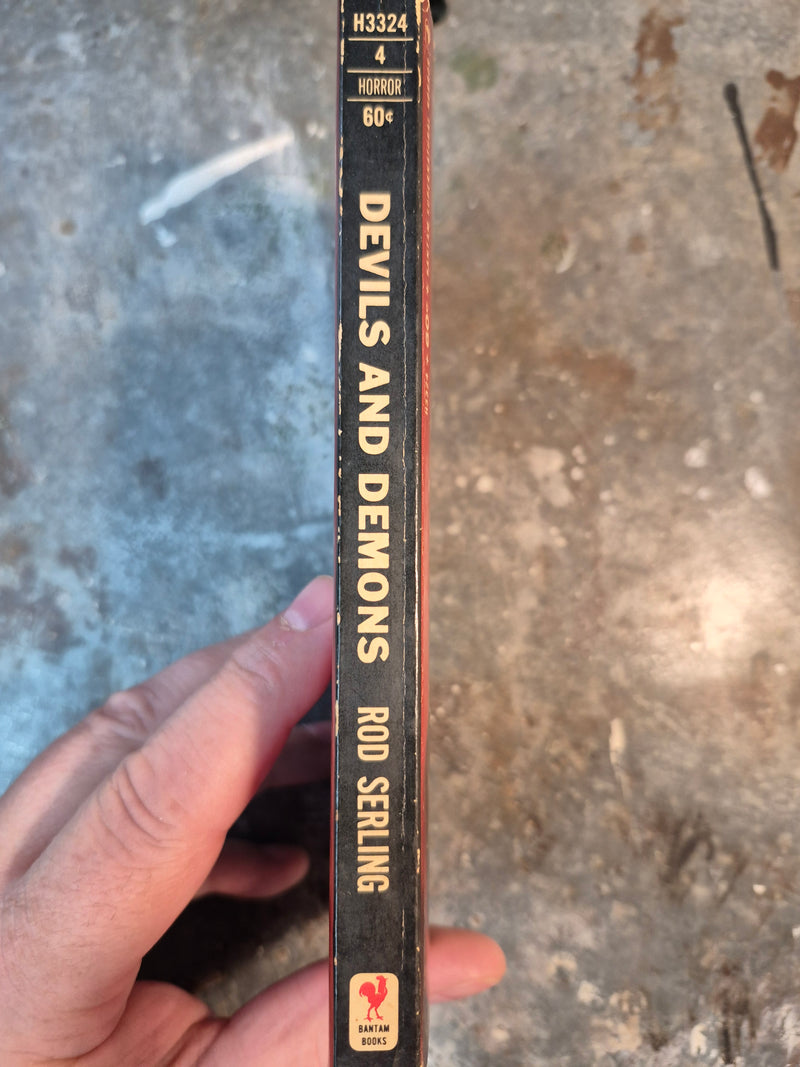 H3324
4
HORROR
60¢
DEVILS AND DEMONS
ROD SERLING
BANTAM
BOOKS